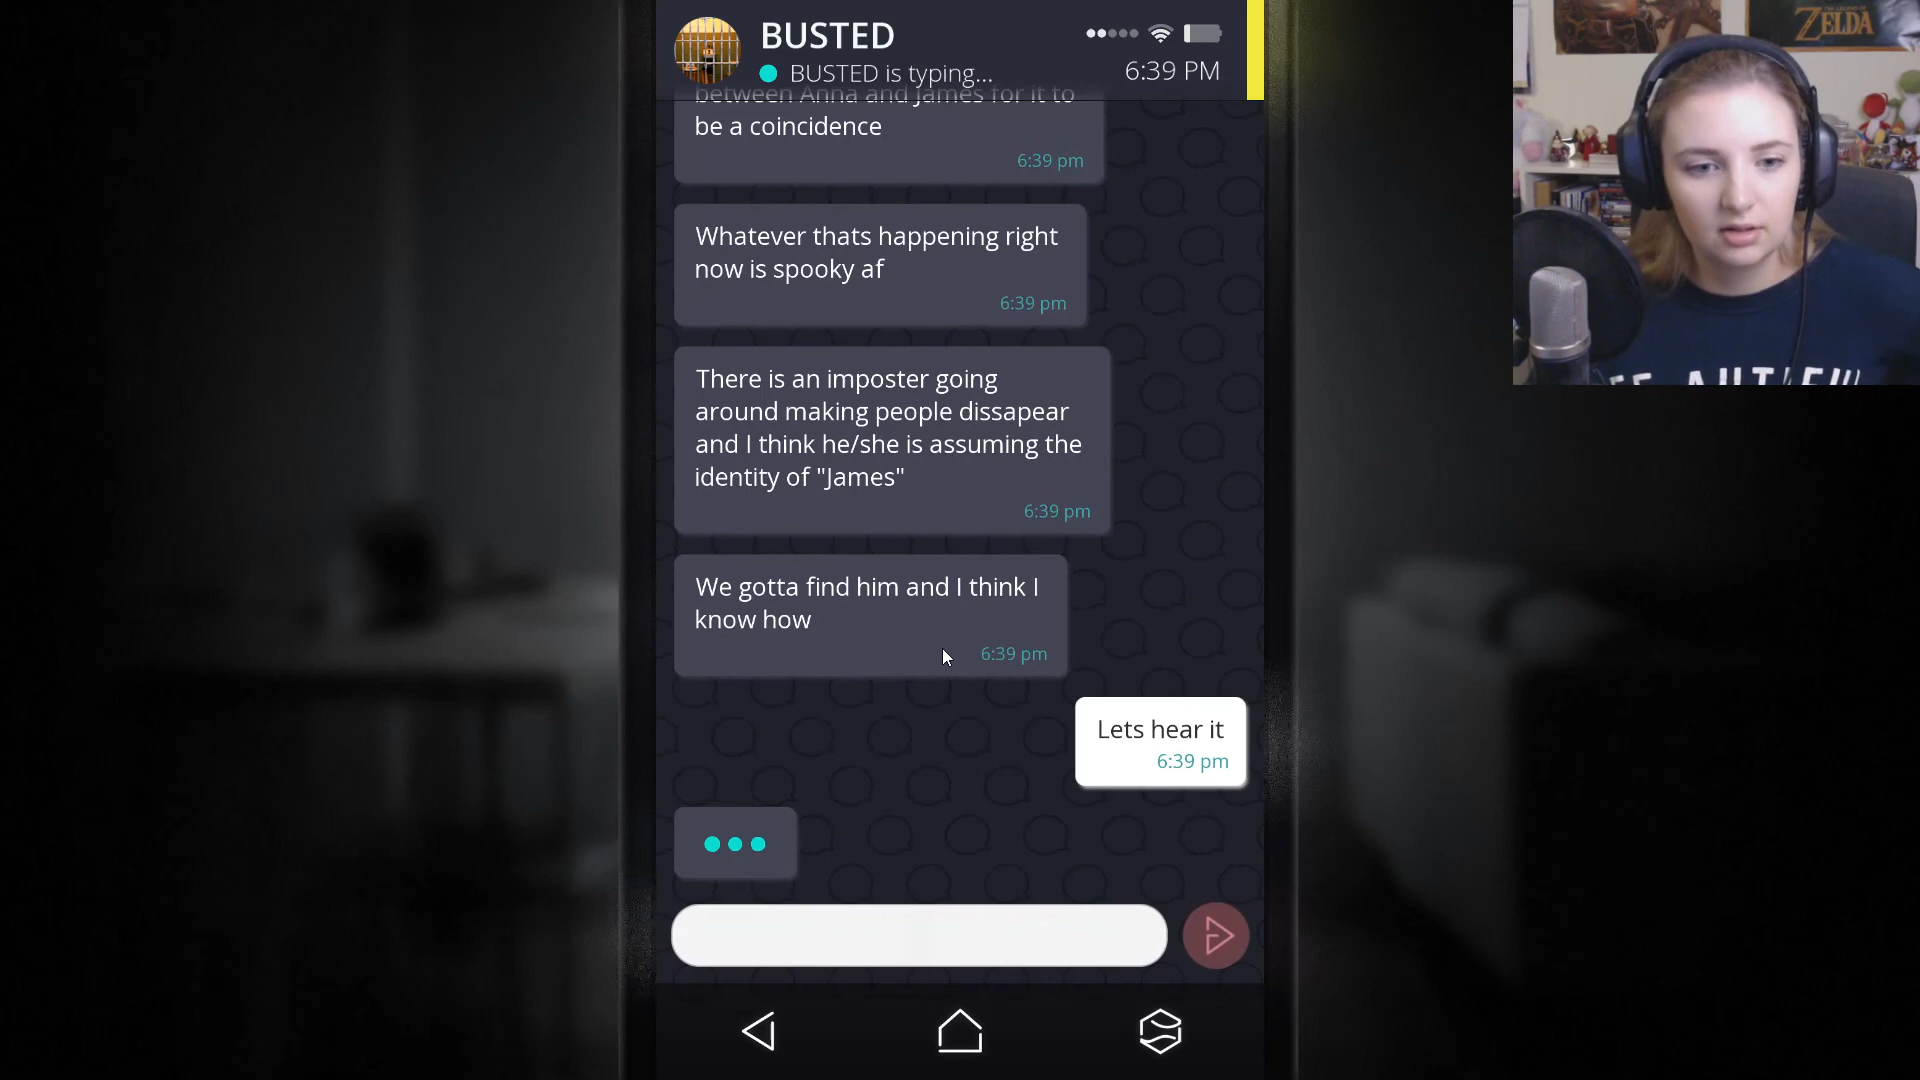 BUSTED
BUSTED is typing...
6:39 PM
between Anna and James for it to
be a coincidence
6:39 pm
Whatever thats happening right
now is spooky af
6:39 pm
There is an imposter going
around making people dissapear
and I think he/she is assuming the
identity of "James"
6:39 pm
We gotta find him and I think I
know how
6:39 pm
Lets hear it
6:39 pm
ZELDA